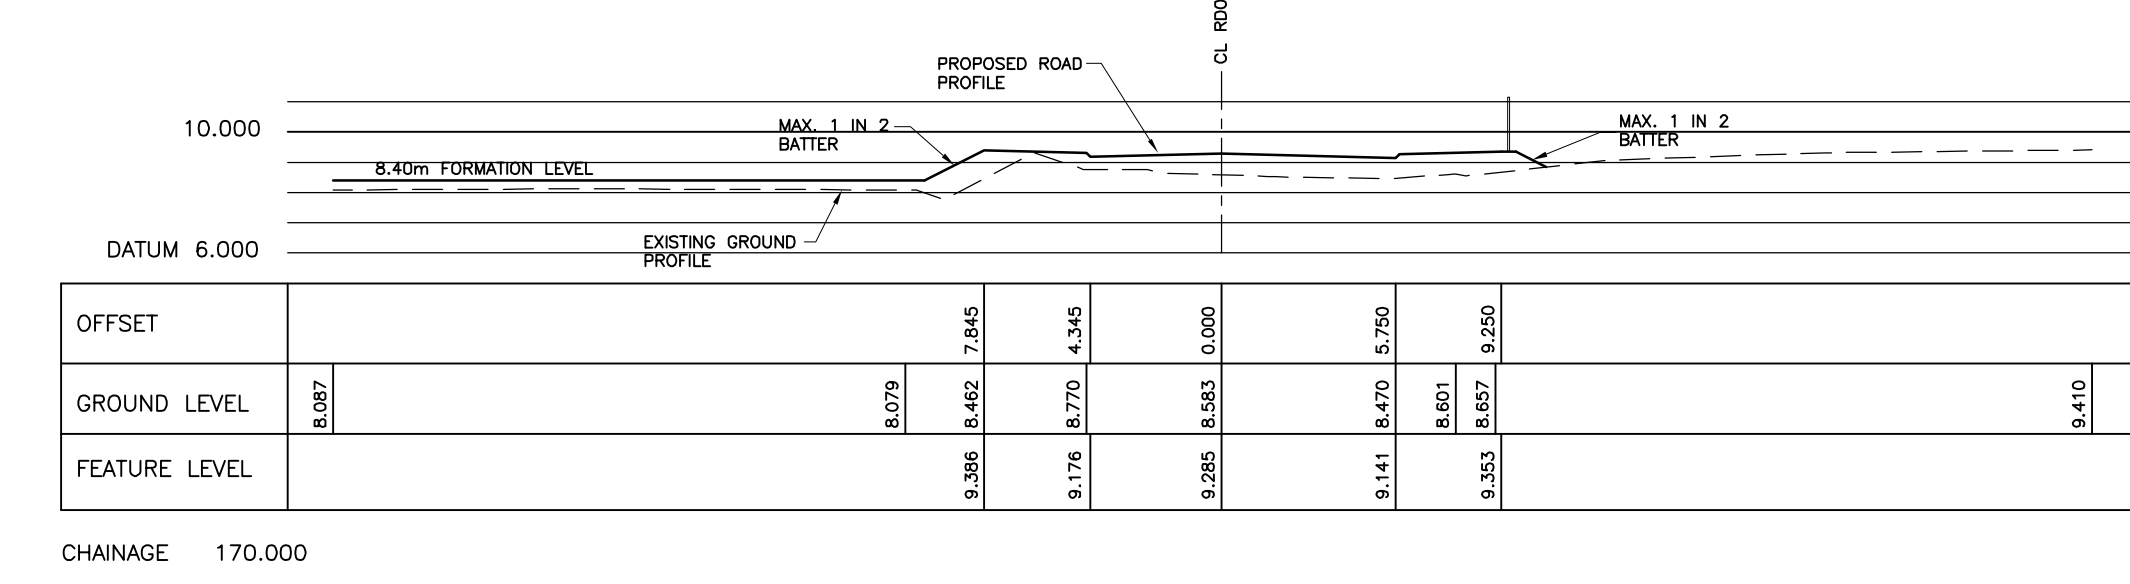 CL RD0
PROPOSED ROAD
PROFILE
10.000
MAX. 1 IN 2
BATTER
MAX. 1 IN 2
BATTER
8.40m FORMATION LEVEL
DATUM 6.000
EXISTING GROUND
PROFILE
OFFSET 7.845 4.345 0.000 5.750 9.250
GROUND LEVEL 8.087 8.079 8.462 8.770 8.583 8.470 8.601 8.657 9.410
FEATURE LEVEL 9.386 9.176 9.285 9.141 9.353
CHAINAGE 170.000